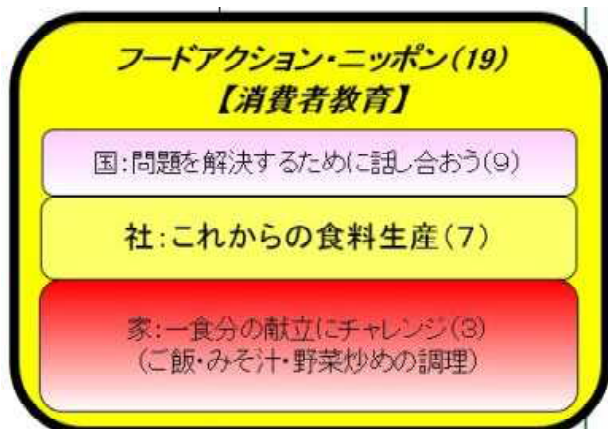 フードアクション・ニッポン(19)
【消費者教育】
国:問題を解決するために話し合おう(9)
社:これからの食料生産(7)
家:一食分の献立にチャレンジ(3)
(ご飯・みそ汁・野菜炒めの調理)